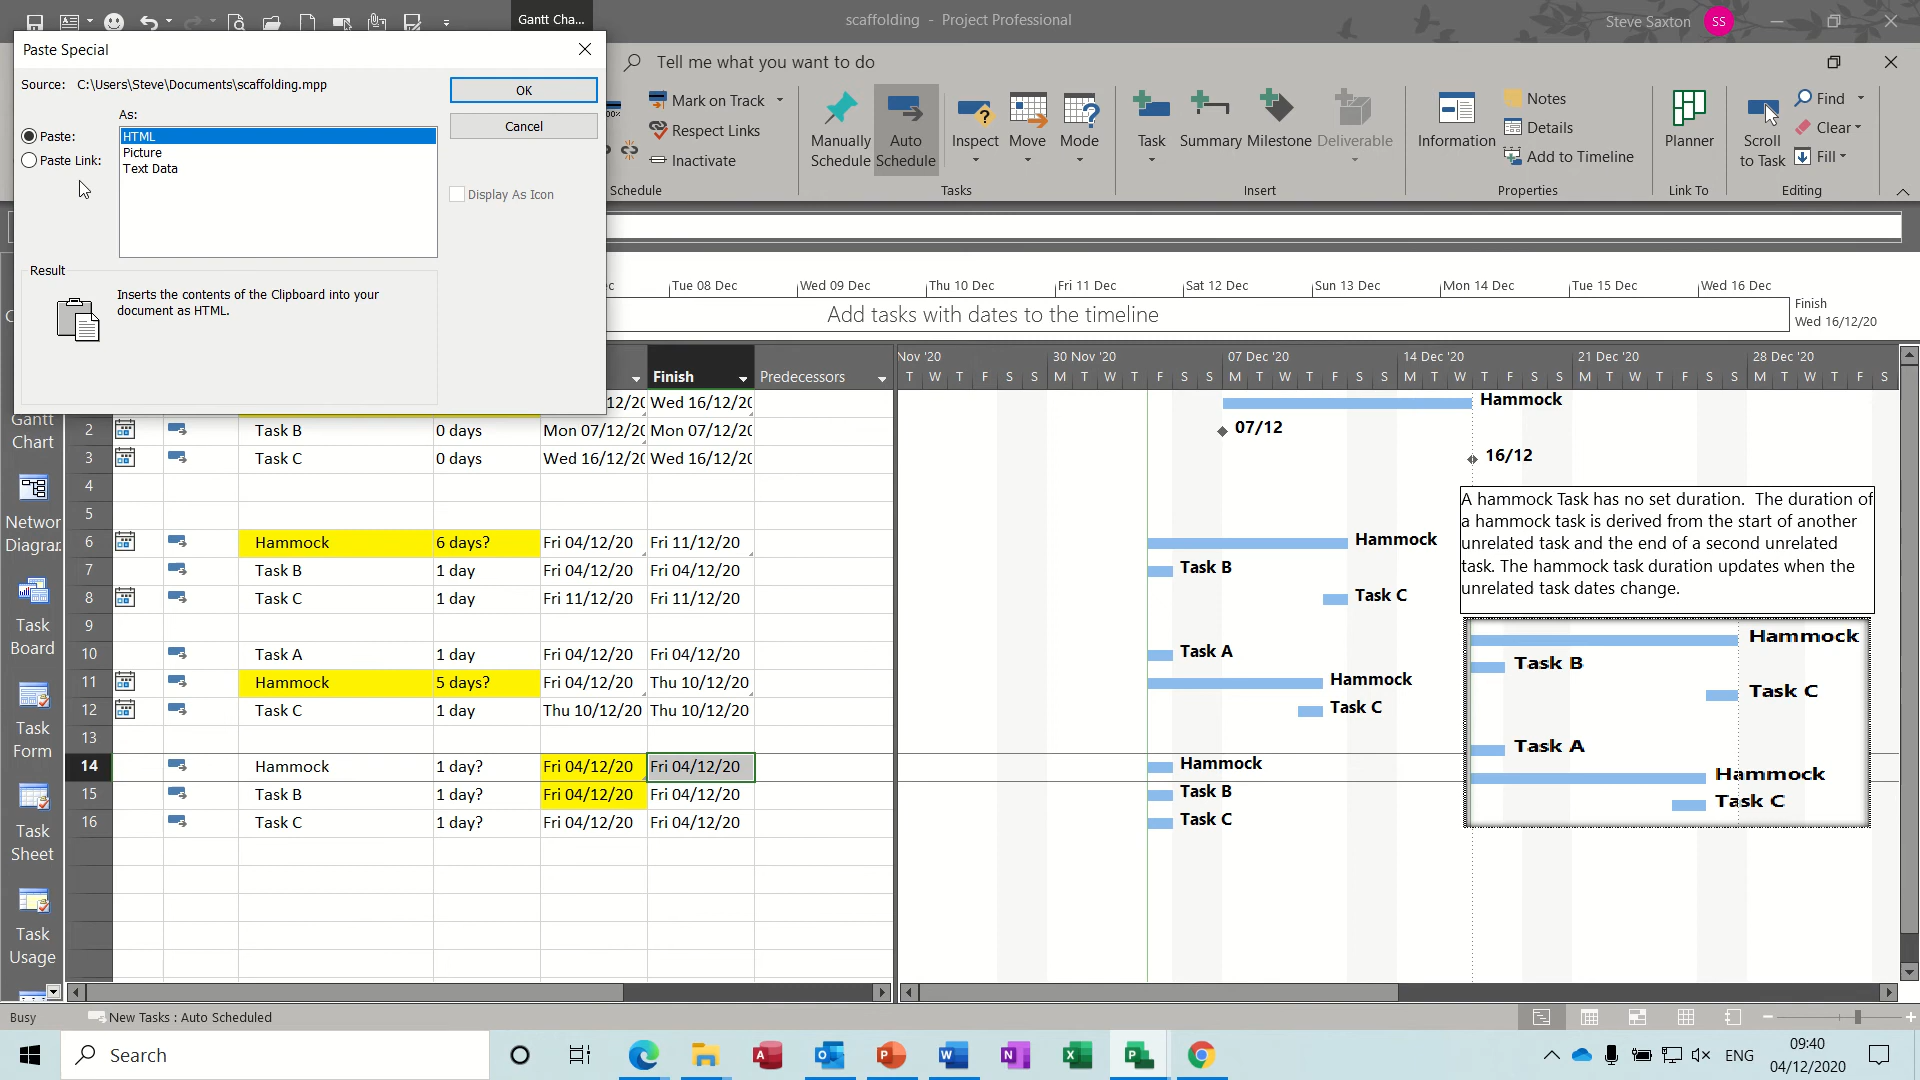 Gantt Cha...
scaffolding - Project Professional
Steve Saxton
SS
Paste Special
Source: C:\Users\Steve\Documents\scaffolding.mpp
OK
Cancel
As:
Paste:
Paste Link:
HTML
Picture
Text Data
Display As Icon
Result
Inserts the contents of the Clipboard into your
document as HTML.
Tell me what you want to do
Mark on Track
Respect Links
Inactivate
Schedule
Manually
Schedule
Auto
Schedule
Inspect
Move
Mode
Tasks
Task
Summary
Milestone
Deliverable
Insert
Information
Notes
Details
Add to Timeline
Properties
Planner
Link To
Scroll
to Task
Find
Clear
Fill
Editing
Tue 08 Dec
Wed 09 Dec
Thu 10 Dec
Fri 11 Dec
Sat 12 Dec
Sun 13 Dec
Mon 14 Dec
Tue 15 Dec
Wed 16 Dec
Add tasks with dates to the timeline
Finish
Wed 16/12/20
Finish
Predecessors
12/20 Wed 16/12/20
2 Task B 0 days Mon 07/12/20 Mon 07/12/20
3 Task C 0 days Wed 16/12/20 Wed 16/12/20
4
5
6 Hammock 6 days? Fri 04/12/20 Fri 11/12/20
7 Task B 1 day Fri 04/12/20 Fri 04/12/20
8 Task C 1 day Fri 11/12/20 Fri 11/12/20
9
10 Task A 1 day Fri 04/12/20 Fri 04/12/20
11 Hammock 5 days? Fri 04/12/20 Thu 10/12/20
12 Task C 1 day Thu 10/12/20 Thu 10/12/20
13
14 Hammock 1 day? Fri 04/12/20 Fri 04/12/20
15 Task B 1 day? Fri 04/12/20 Fri 04/12/20
16 Task C 1 day? Fri 04/12/20 Fri 04/12/20
Gantt
Chart
Networ
Diagrar
Task
Board
Task
Form
Task
Sheet
Task
Usage
Nov '20 30 Nov '20 07 Dec '20 14 Dec '20 21 Dec '20 28 Dec '20
T W T F S S M T W T F S S M T W T F S S M T W T F S S M T W T F S S M T W T F S
Hammock
07/12
16/12
A hammock Task has no set duration. The duration of
a hammock task is derived from the start of another
unrelated task and the end of a second unrelated
task. The hammock task duration updates when the
unrelated task dates change.
Hammock
Task B
Task C
Task A
Hammock
Task C
Hammock
Task B
Task C
Hammock
Task B
Task C
Task A
Hammock
Task C
Busy
New Tasks : Auto Scheduled
Search
ENG
09:40
04/12/2020